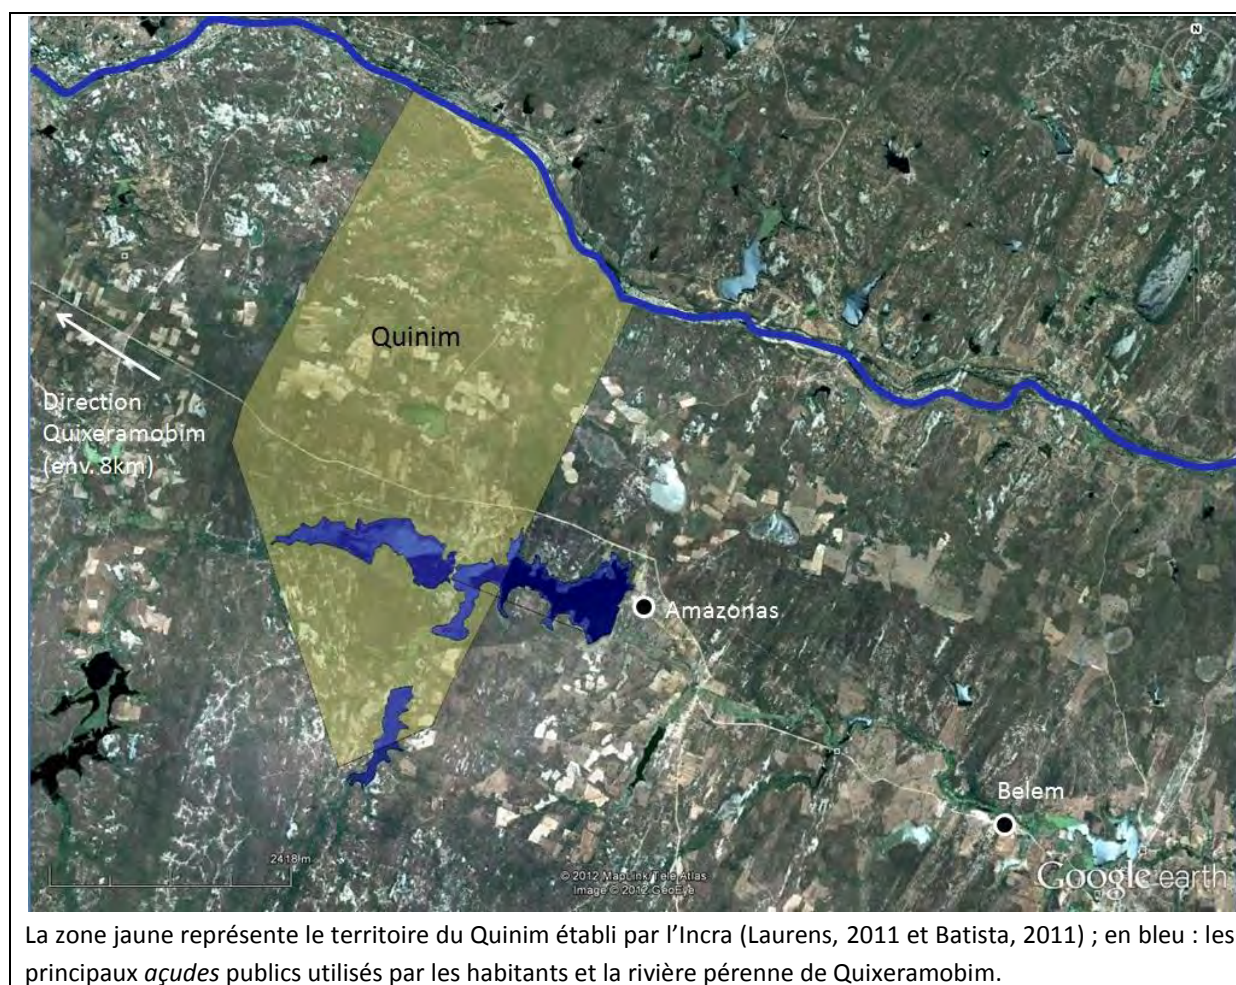 N
Quinim
Direction
Quixeramobim
(env. 8km)
Amazonas
Belem
2418 m
© 2012 MapLink/Tele Atlas
Image © 2012 GeoEye
Google earth
La zone jaune représente le territoire du Quinim établi par l’Incra (Laurens, 2011 et Batista, 2011) ; en bleu : les
principaux açudes publics utilisés par les habitants et la rivière pérenne de Quixeramobim.